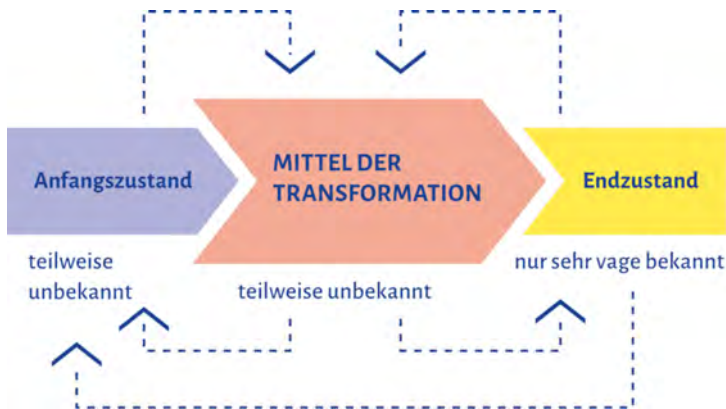 Anfangszustand
MITTEL DER
TRANSFORMATION
Endzustand
teilweise
unbekannt
teilweise unbekannt
nur sehr vage bekannt